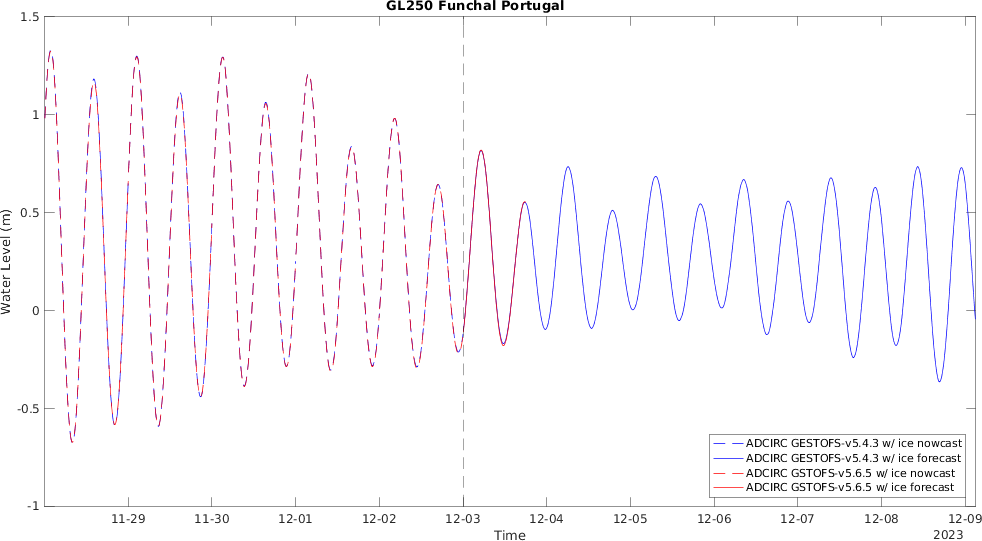 GL250 Funchal Portugal
1.5
1
0.5
0
-0.5
-1
Water Level (m)
11-29 11-30 12-01 12-02 12-03 12-04 12-05 12-06 12-07 12-08 12-09
2023
Time
ADCIRC GESTOFS-v5.4.3 w/ ice nowcast
ADCIRC GESTOFS-v5.4.3 w/ ice forecast
ADCIRC GSTOFS-v5.6.5 w/ ice nowcast
ADCIRC GSTOFS-v5.6.5 w/ ice forecast